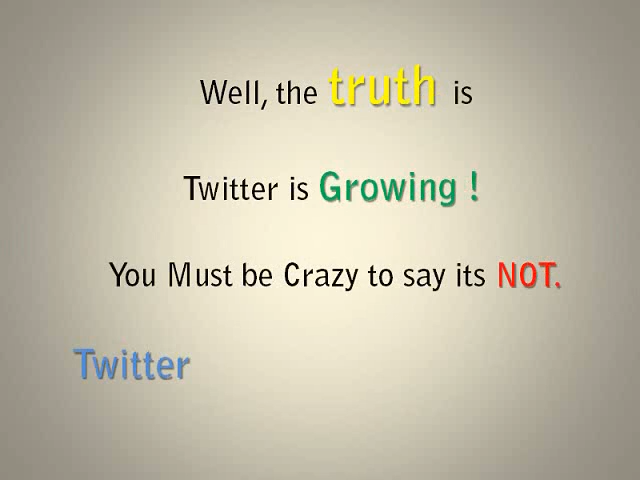 Well, the truth is
Twitter is Growing !
You Must be Crazy to say its NOT.
Twitter